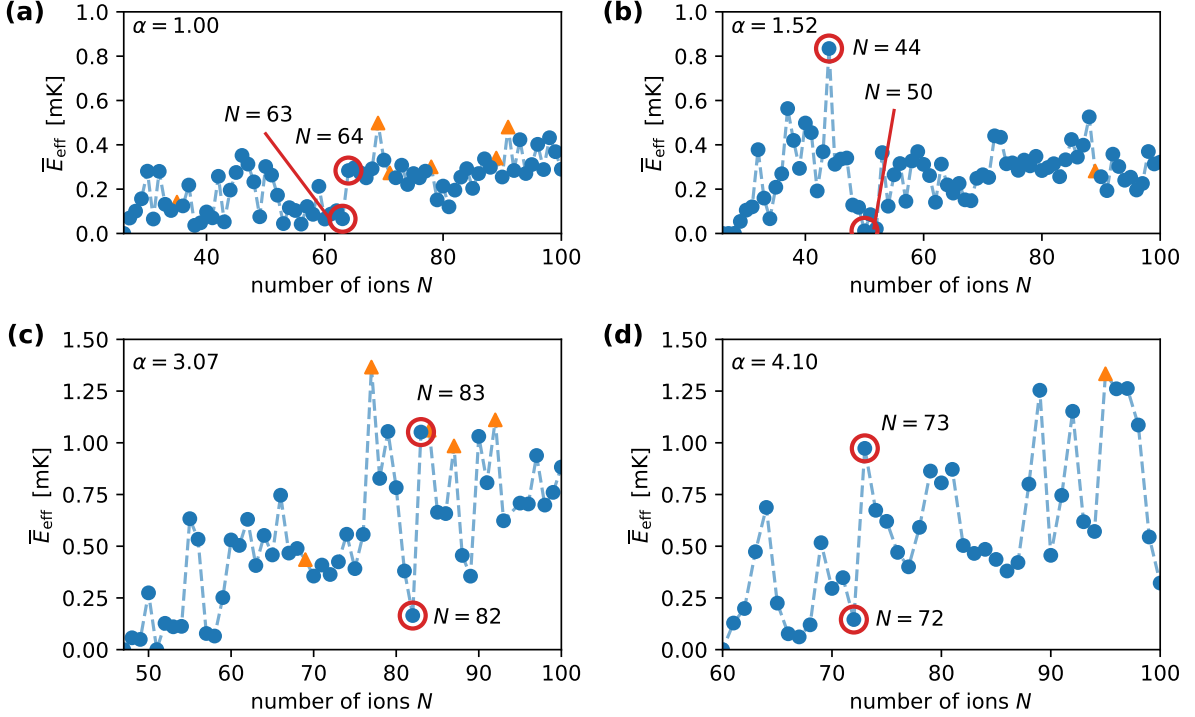 (a)
α = 1.00
N = 63
N = 64
1.0
0.8
0.6
0.4
0.2
0.0
E̅eff [mK]
40 60 80 100
number of ions N
(b)
α = 1.52
N = 44
N = 50
1.0
0.8
0.6
0.4
0.2
0.0
E̅eff [mK]
40 60 80 100
number of ions N
(c)
α = 3.07
N = 83
N = 82
1.50
1.25
1.00
0.75
0.50
0.25
0.00
E̅eff [mK]
50 60 70 80 90 100
number of ions N
(d)
α = 4.10
N = 73
N = 72
1.50
1.25
1.00
0.75
0.50
0.25
0.00
E̅eff [mK]
60 70 80 90 100
number of ions N